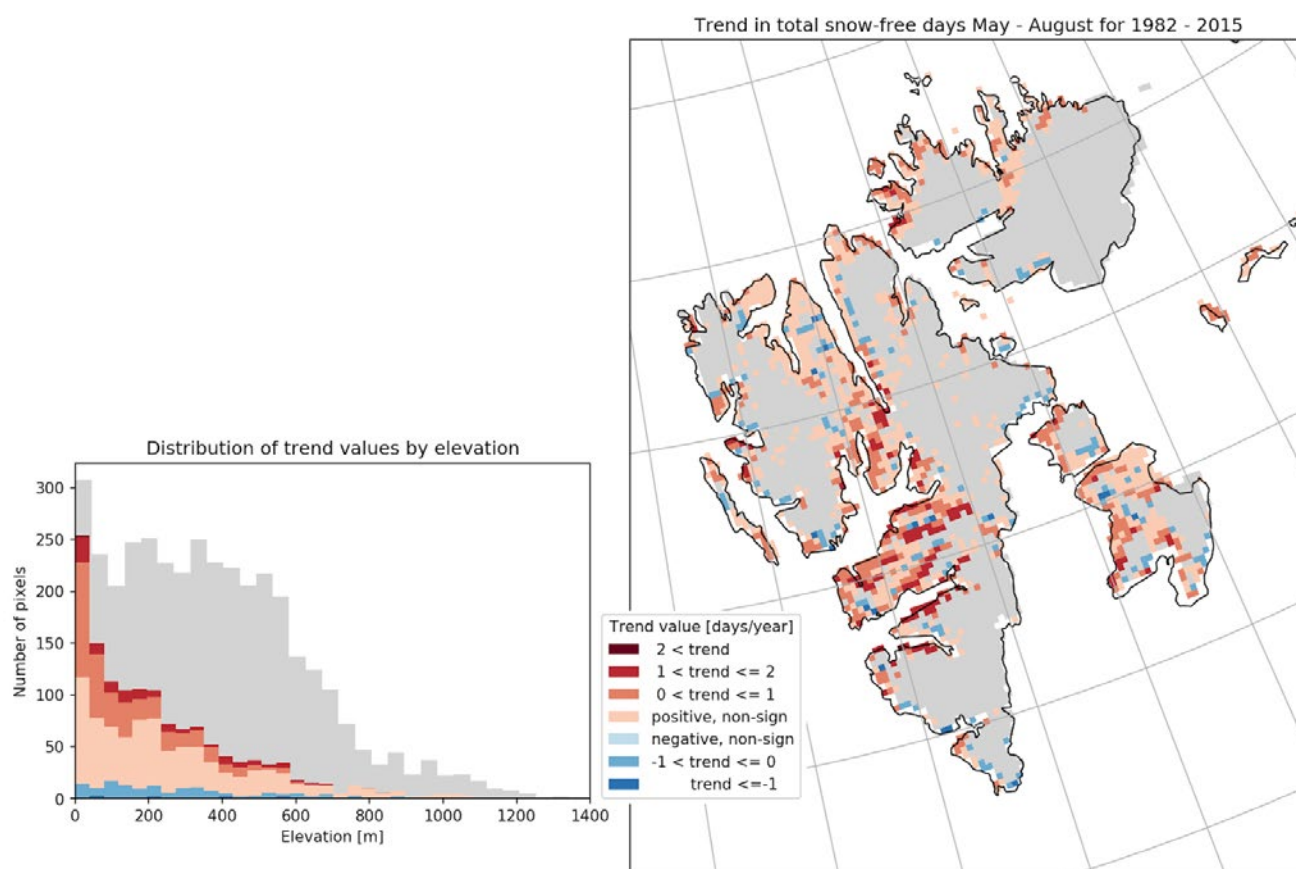 Trend in total snow-free days May - August for 1982 - 2015
Distribution of trend values by elevation
Number of pixels
300
250
200
150
100
50
0
0 200 400 600 800 1000 1200 1400
Elevation [m]
Trend value [days/year]
2 < trend
1 < trend <= 2
0 < trend <= 1
positive, non-sign
negative, non-sign
-1 < trend <= 0
trend <=-1